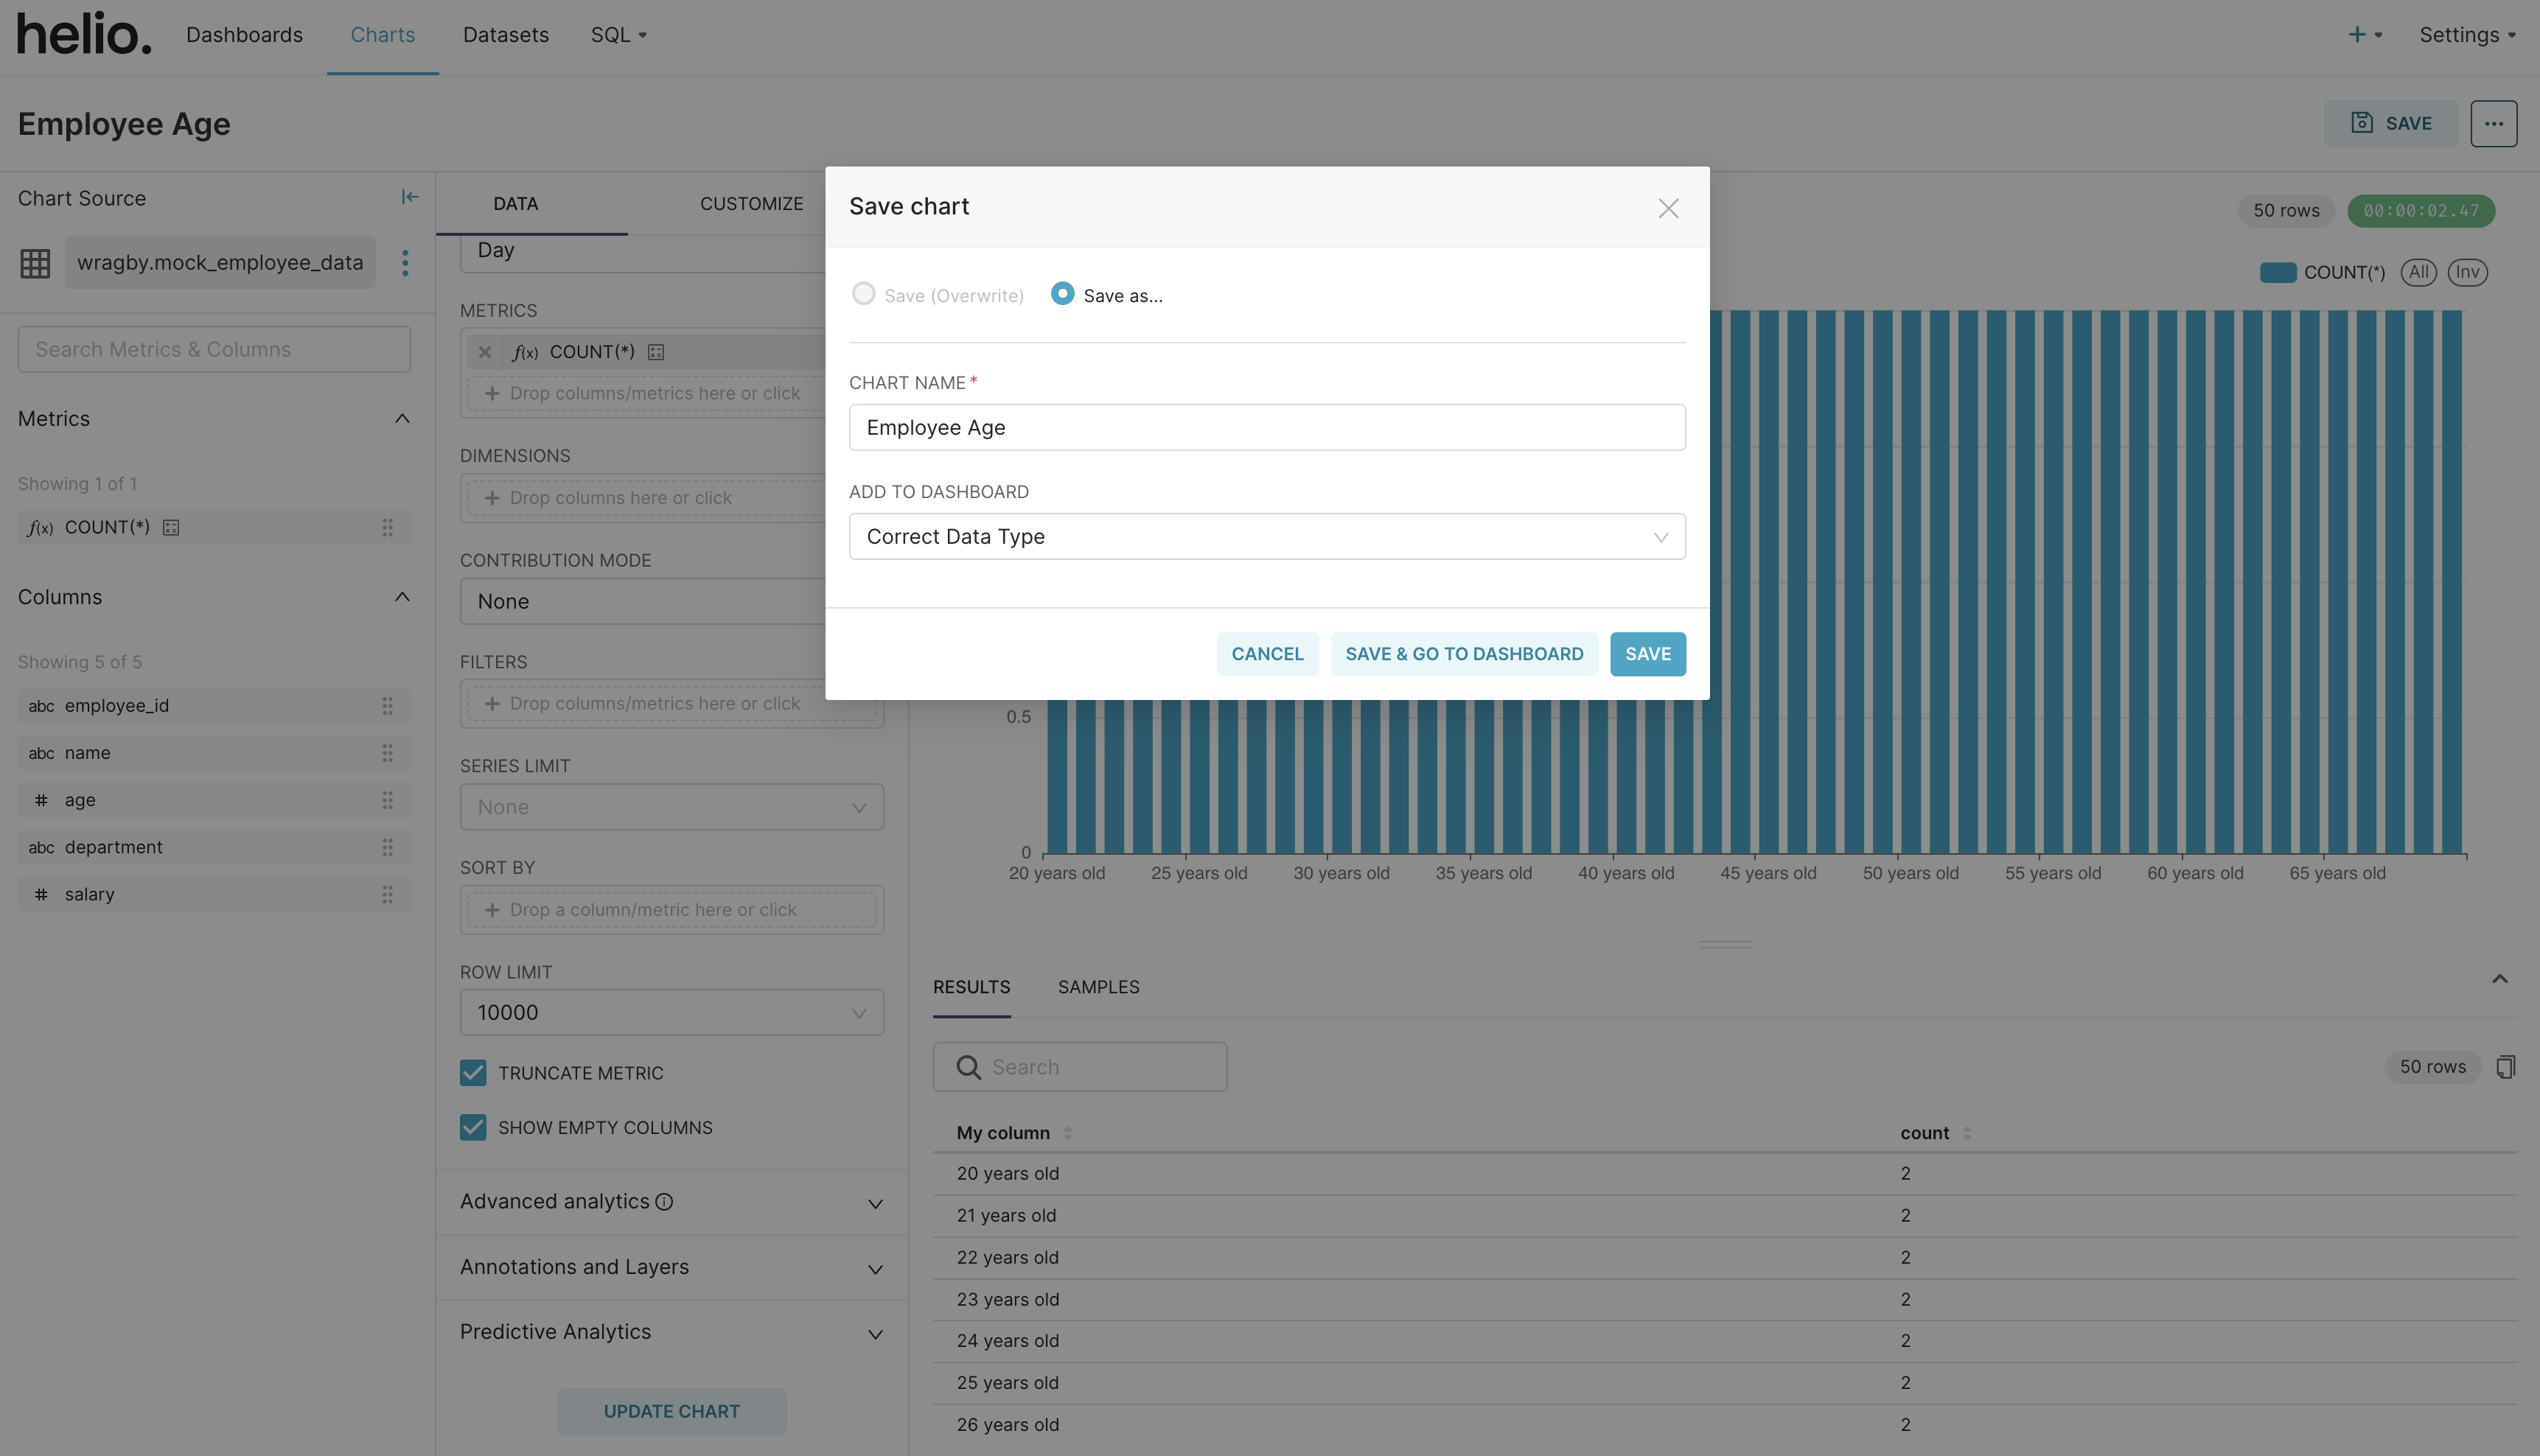 helio.
Dashboards
Charts
Datasets
SQL
+
Settings
Employee Age
SAVE
...
Chart Source
wragby.mock_employee_data
Search Metrics & Columns
Metrics
Showing 1 of 1
f(x) COUNT(*)
Columns
Showing 5 of 5
abc employee_id
abc name
# age
abc department
# salary
DATA
CUSTOMIZE
Day
METRICS
f(x) COUNT(*)
+ Drop columns/metrics here or click
DIMENSIONS
+ Drop columns here or click
CONTRIBUTION MODE
None
FILTERS
+ Drop columns/metrics here or click
SERIES LIMIT
None
SORT BY
+ Drop a column/metric here or click
ROW LIMIT
10000
TRUNCATE METRIC
SHOW EMPTY COLUMNS
Advanced analytics
Annotations and Layers
Predictive Analytics
UPDATE CHART
Save chart
Save (Overwrite)
Save as...
CHART NAME *
Employee Age
ADD TO DASHBOARD
Correct Data Type
CANCEL
SAVE & GO TO DASHBOARD
SAVE
50 rows
00:00:02.47
COUNT(*)
All
Inv
0.5
0
20 years old
25 years old
30 years old
35 years old
40 years old
45 years old
50 years old
55 years old
60 years old
65 years old
RESULTS
SAMPLES
Search
50 rows
My column count
20 years old 2
21 years old 2
22 years old 2
23 years old 2
24 years old 2
25 years old 2
26 years old 2